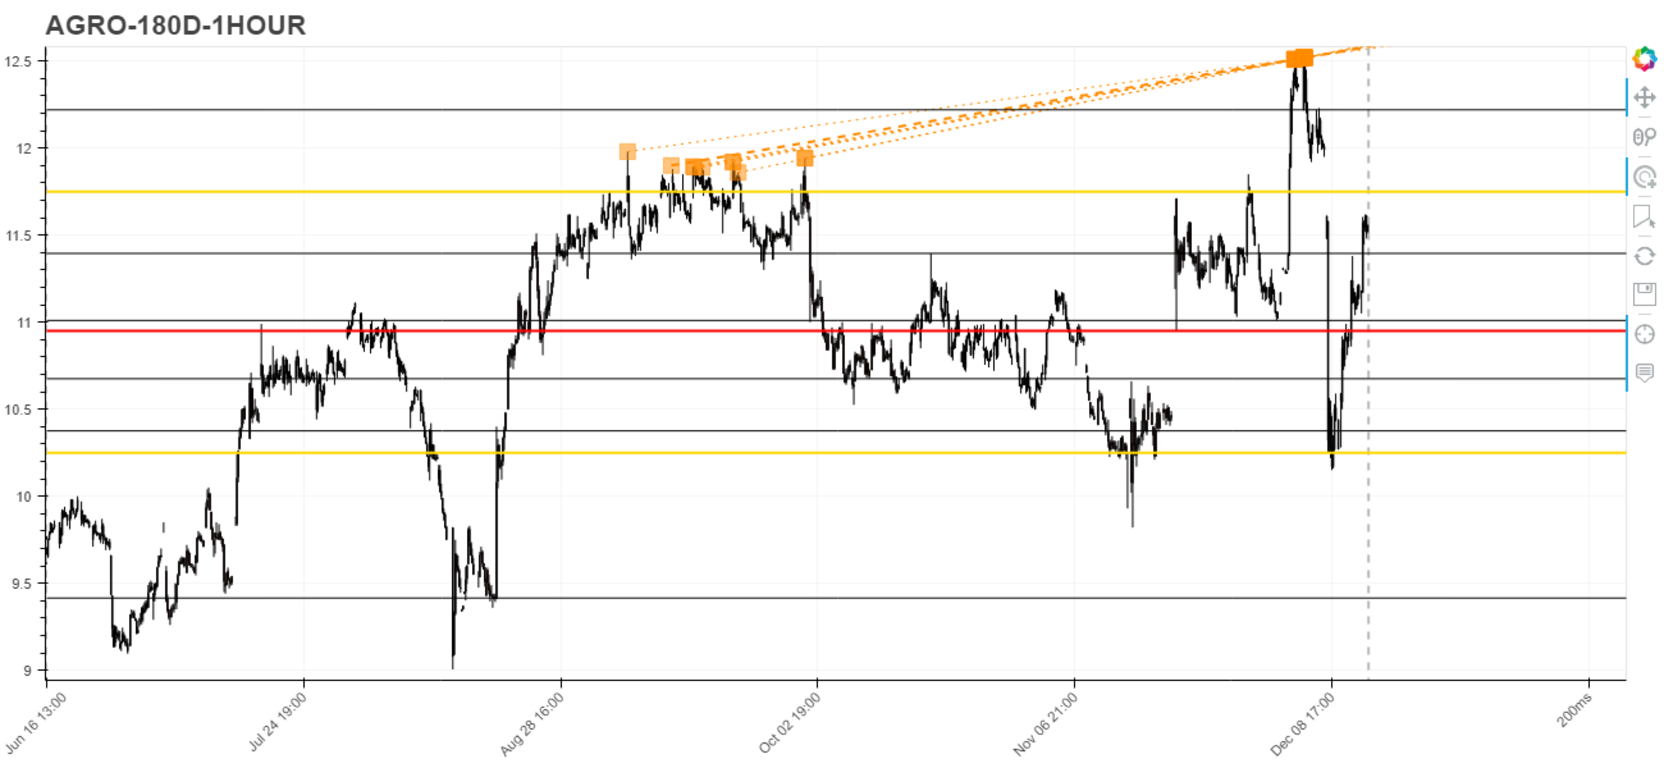 AGRO-180D-1HOUR
12.5
12
11.5
11
10.5
10
9.5
9
Jun 16 13:00
Jul 24 19:00
Aug 28 16:00
Oct 02 19:00
Nov 06 21:00
Dec 08 17:00
200ms